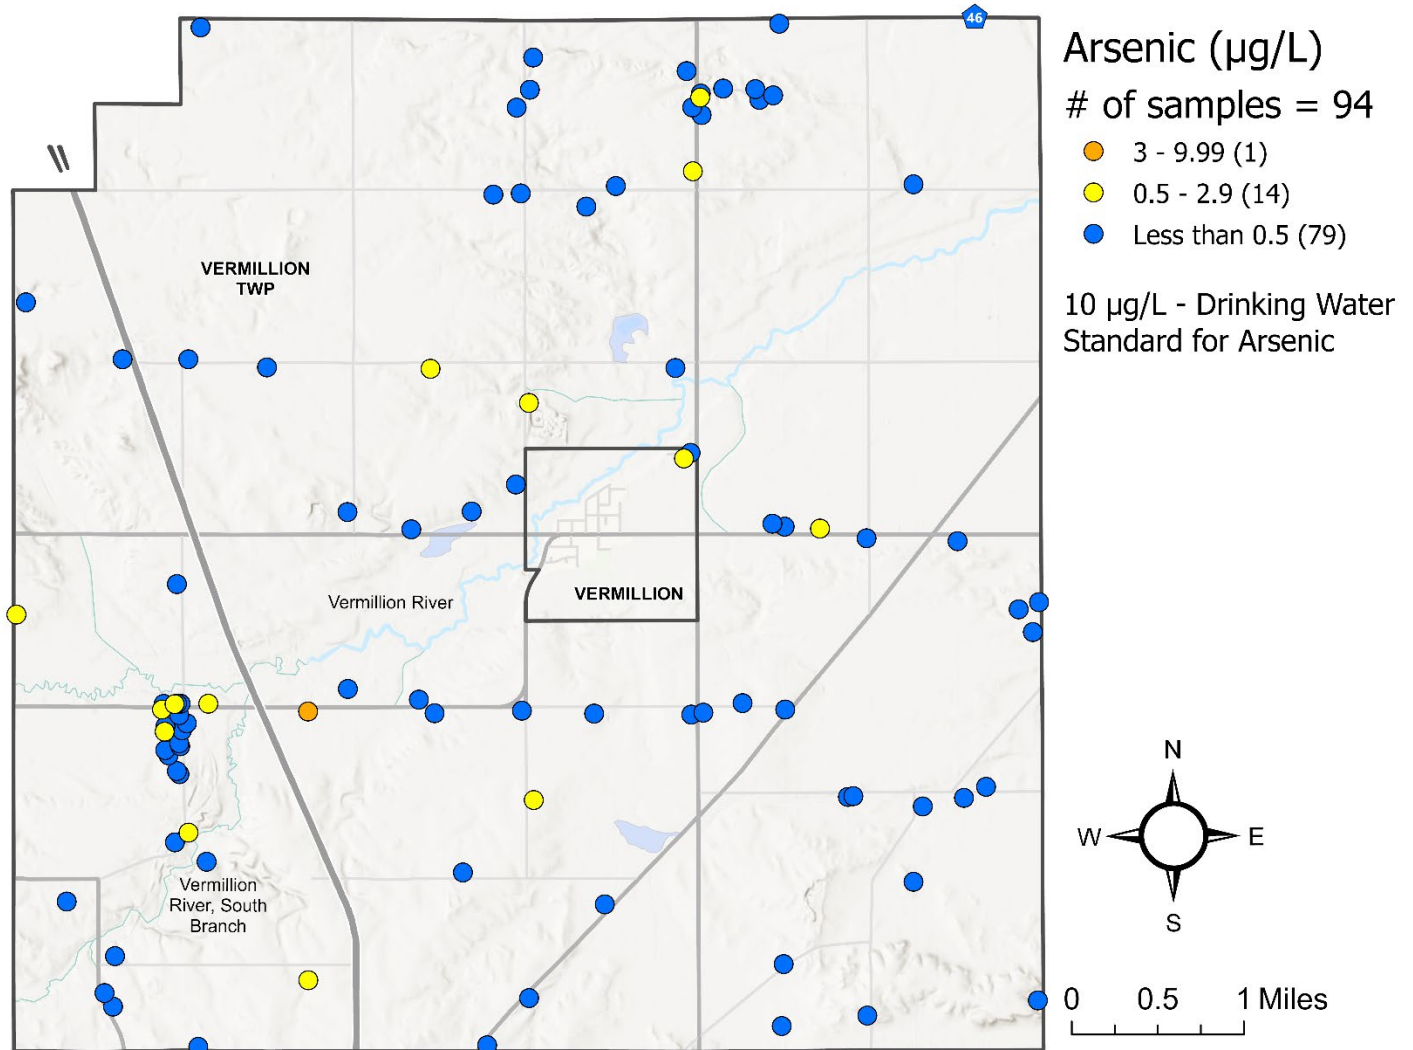 46
Arsenic (µg/L)
# of samples = 94
3 - 9.99 (1)
0.5 - 2.9 (14)
Less than 0.5 (79)
10 µg/L - Drinking Water
Standard for Arsenic
VERMILLION
TWP
VERMILLION
Vermillion River
Vermillion
River, South
Branch
N
W E
S
0 0.5 1 Miles